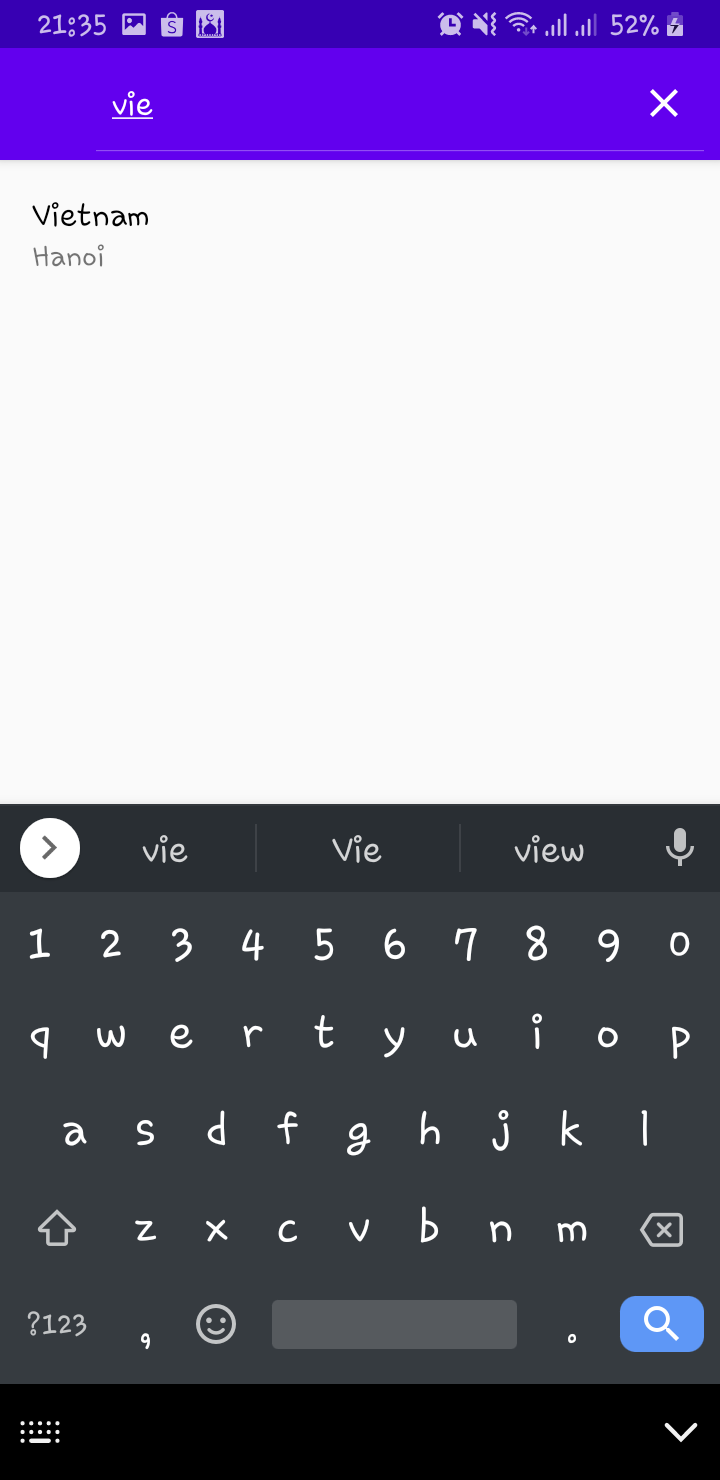 21:35 S 52%
vie
Vietnam
Hanoi
vie Vie view
1 2 3 4 5 6 7 8 9 0
q w e r t y u i o p
a s d f g h j k l
z x c v b n m
?123 , .